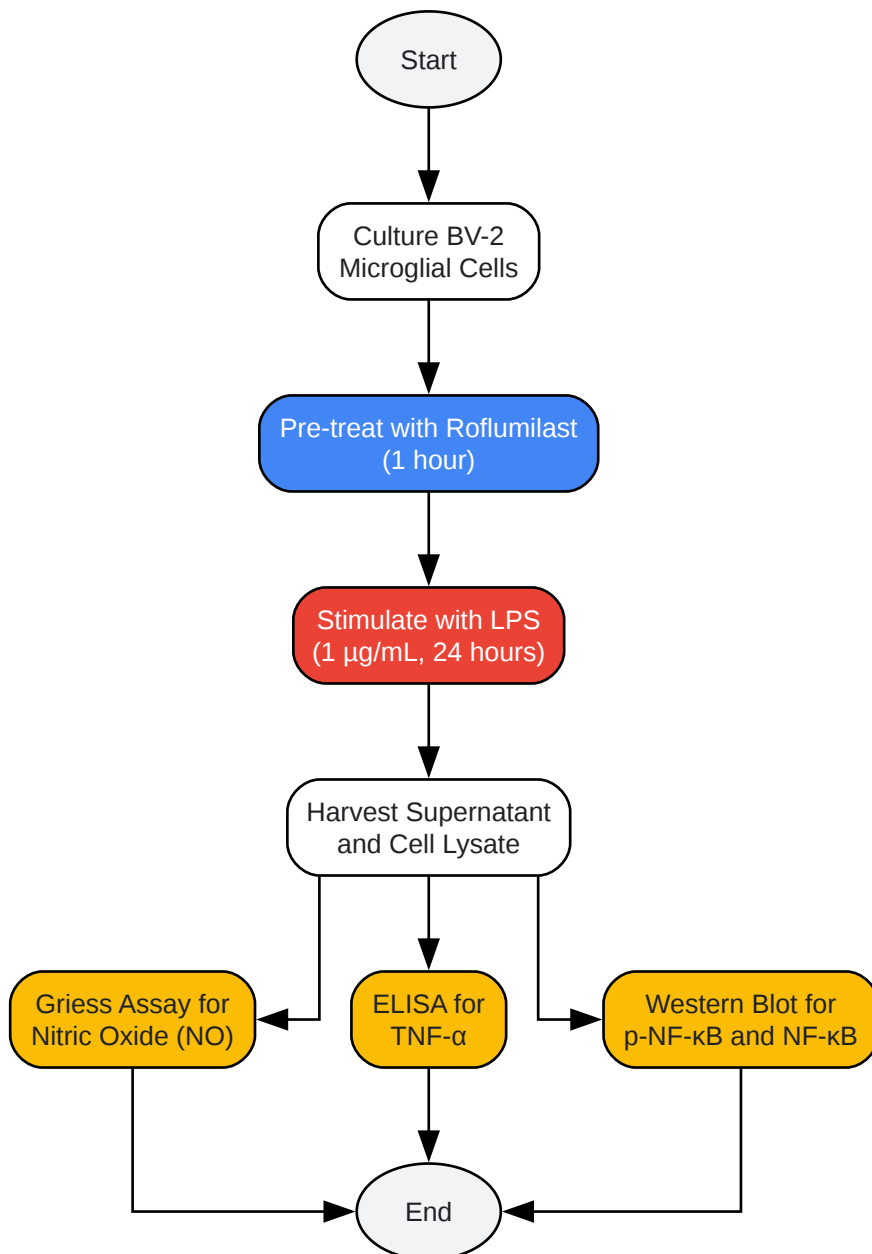 Start
Culture BV-2
Microglial Cells
Pre-treat with Roflumilast
(1 hour)
Stimulate with LPS
(1 µg/mL, 24 hours)
Harvest Supernatant
and Cell Lysate
Griess Assay for
Nitric Oxide (NO)
ELISA for
TNF-α
Western Blot for
p-NF-κB and NF-κB
End